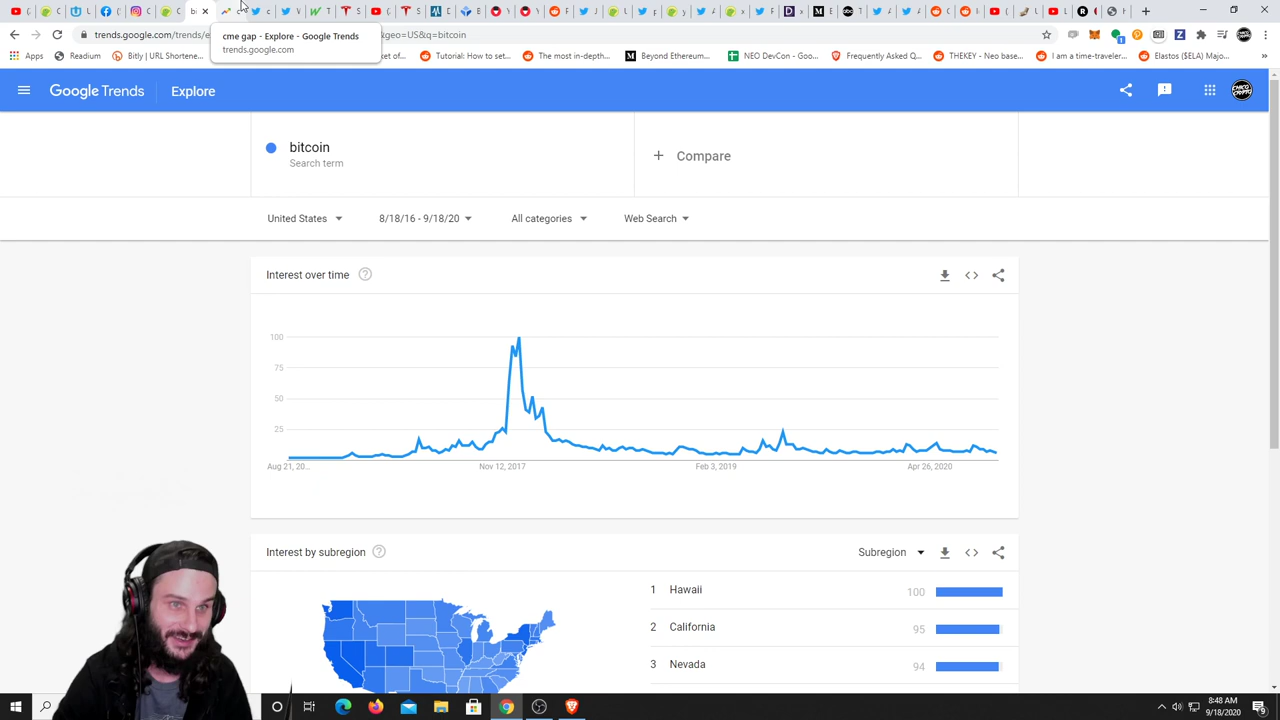 cme gap - Explore - Google Trends
trends.google.com
trends.google.com/trends/e
geo=US&q=bitcoin
Apps
Readium
Bitly | URL Shortene...
ket of...
Tutorial: How to set...
The most in-depth...
Beyond Ethereum...
NEO DevCon - Goo...
Frequently Asked Q...
THEKEY - Neo base...
I am a time-traveler...
Elastos ($ELA) Majo...
Google Trends
Explore
bitcoin
Search term
+ Compare
United States
8/18/16 - 9/18/20
All categories
Web Search
Interest over time
100
75
50
25
Aug 21, 20...
Nov 12, 2017
Feb 3, 2019
Apr 26, 2020
Interest by subregion
Subregion
1 Hawaii 100
2 California 95
3 Nevada 94
8:48 AM
9/18/2020